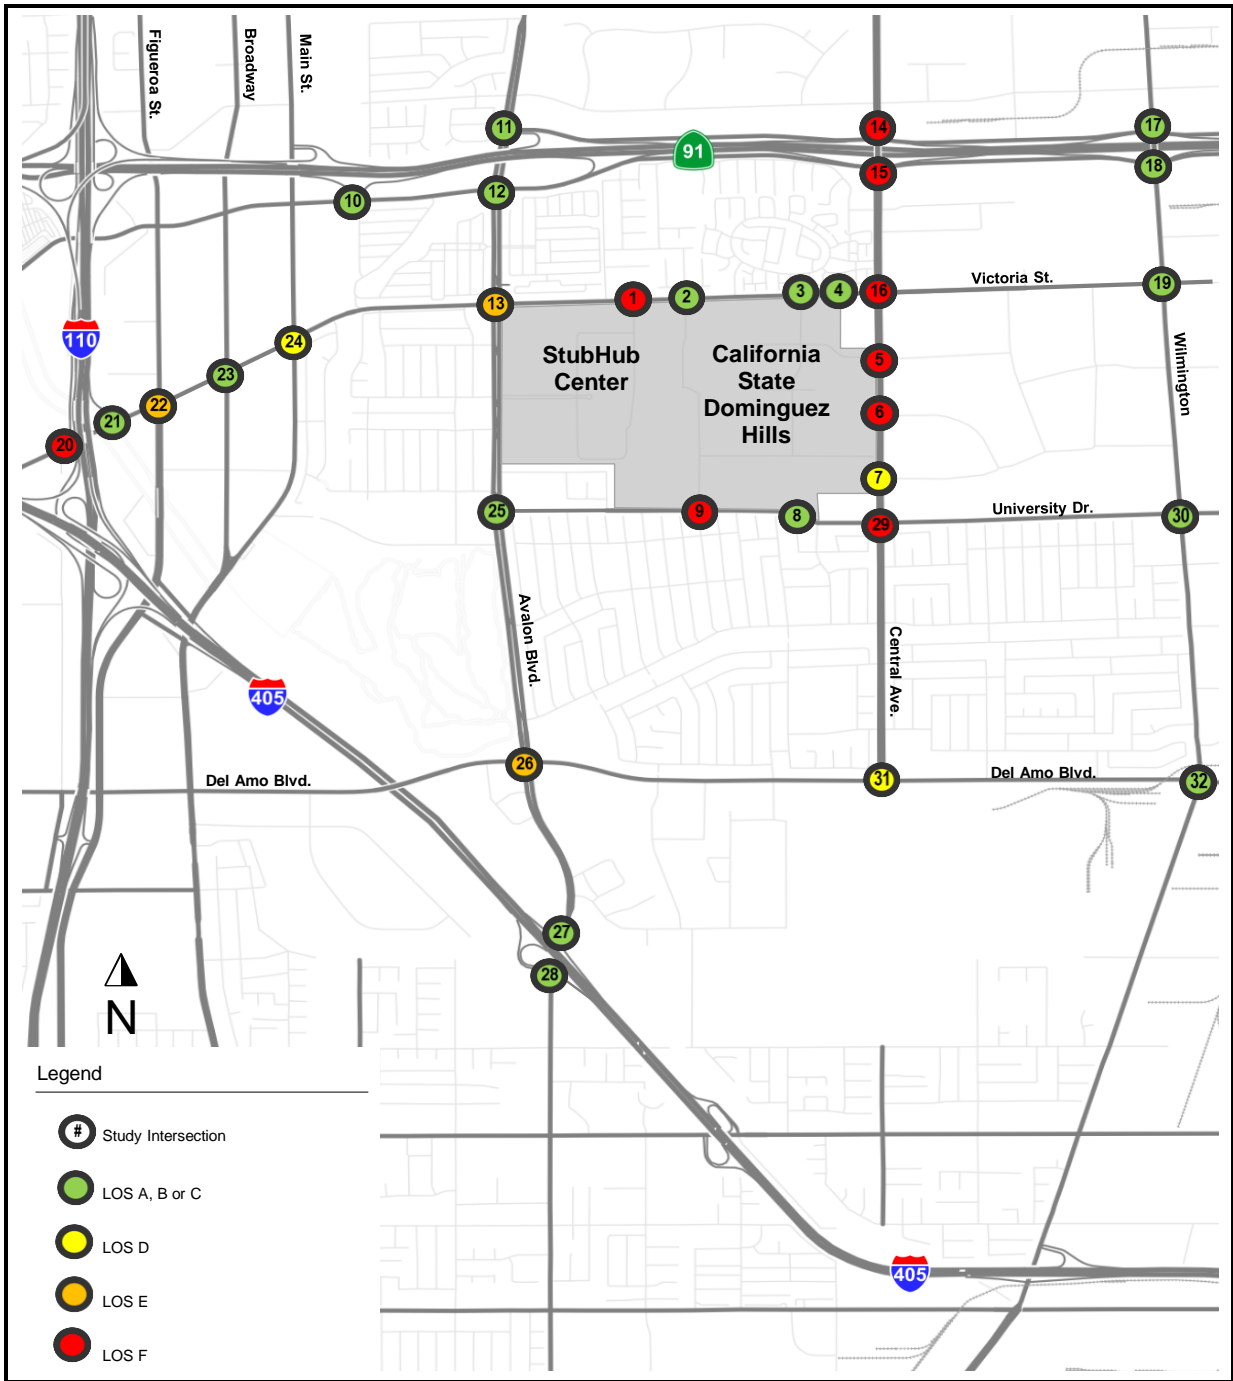 Figueroa St.
Broadway
Main St.
11
14
17
91
15
18
12
10
Victoria St.
3
4
16
19
2
1
13
110
24
StubHub
Center
California
State
Dominguez
Hills
Wilmington
5
23
22
6
21
20
7
25
9
8
University Dr.
29
30
Avalon Blvd.
Central Ave.
405
26
Del Amo Blvd.
31
Del Amo Blvd.
32
27
28
N
Legend
# Study Intersection
LOS A, B or C
LOS D
405
LOS E
LOS F